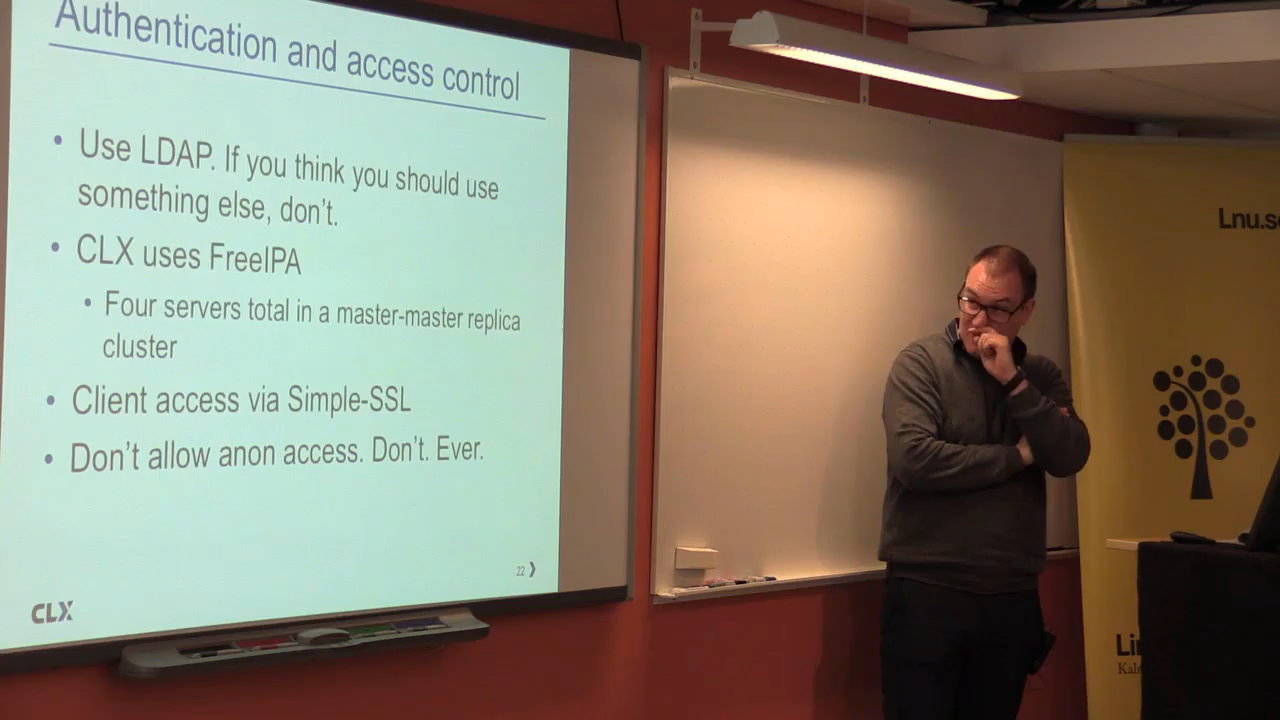 Authentication and access control
• Use LDAP. If you think you should use
something else, don't.
• CLX uses FreeIPA
• Four servers total in a master-master replica
cluster
• Client access via Simple-SSL
• Don't allow anon access. Don't. Ever.
22
CLX
Lnu.s